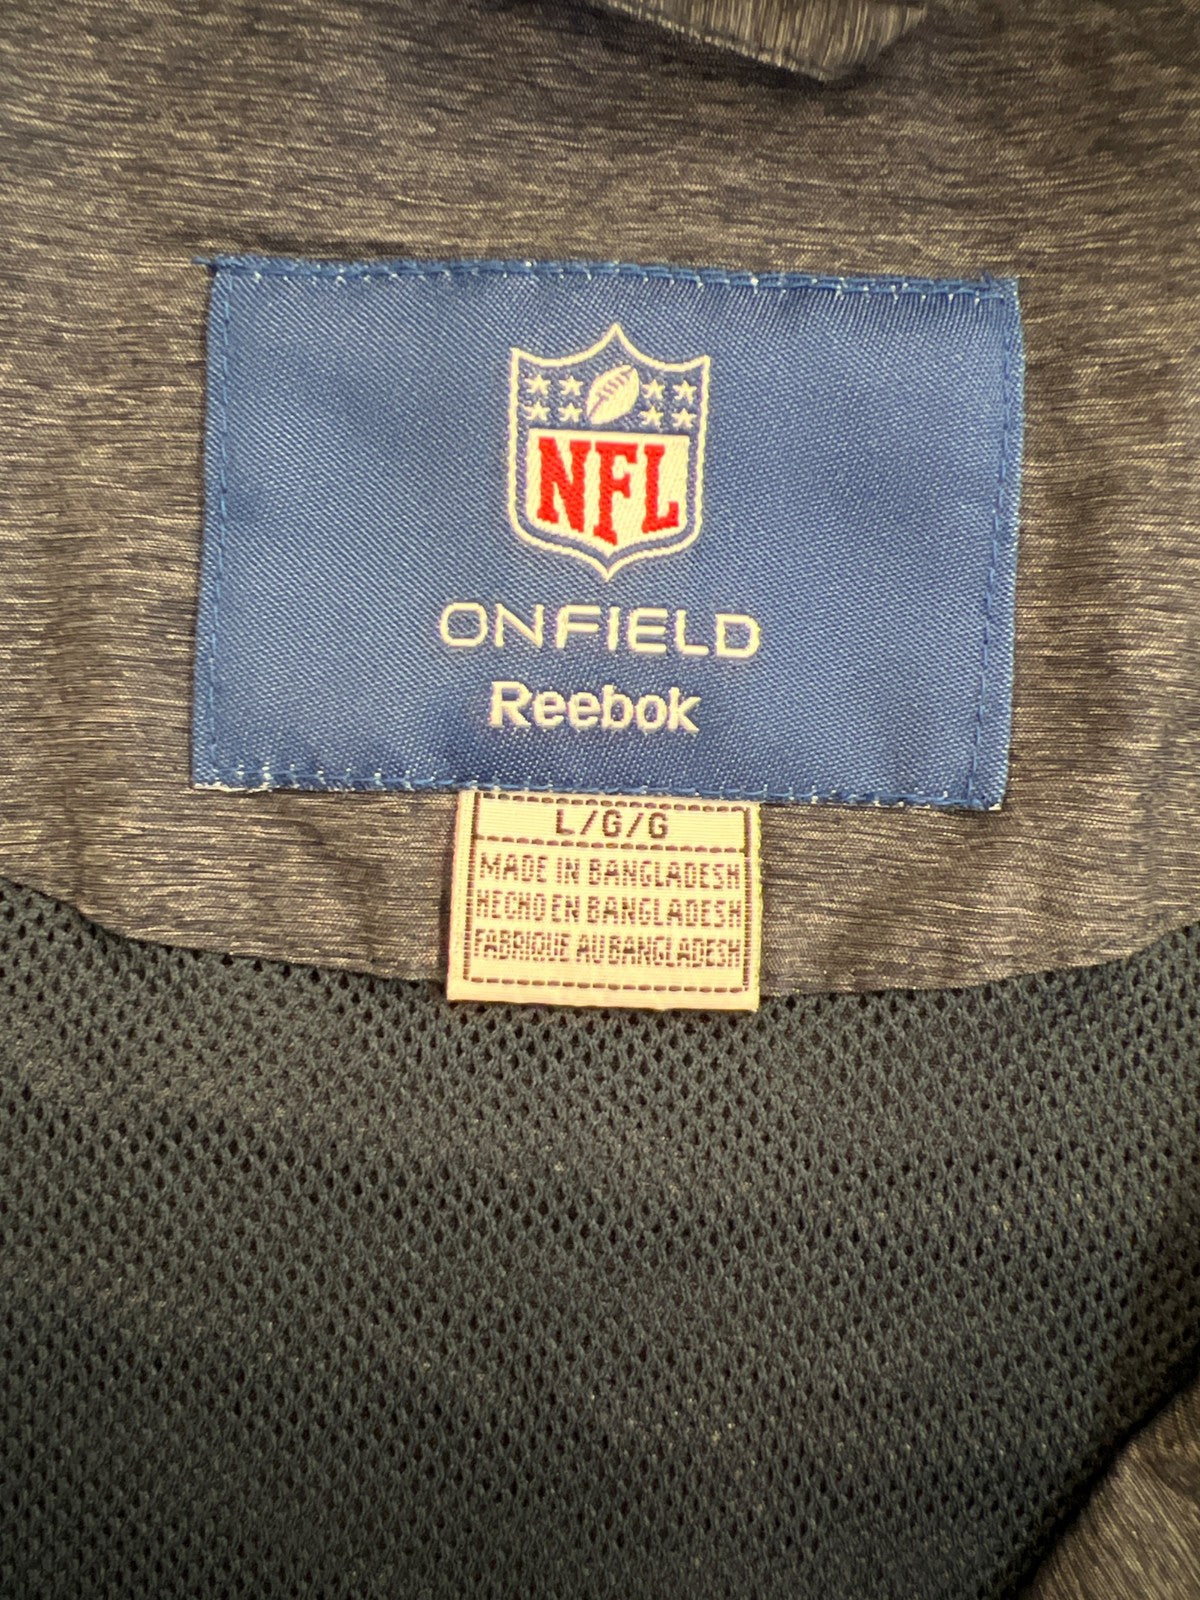 NFL
ONFIELD
Reebok
L/G/G
MADE IN BANGLADESH
HECHO EN BANGLADESH
FABRIQUE AU BANGLADESH